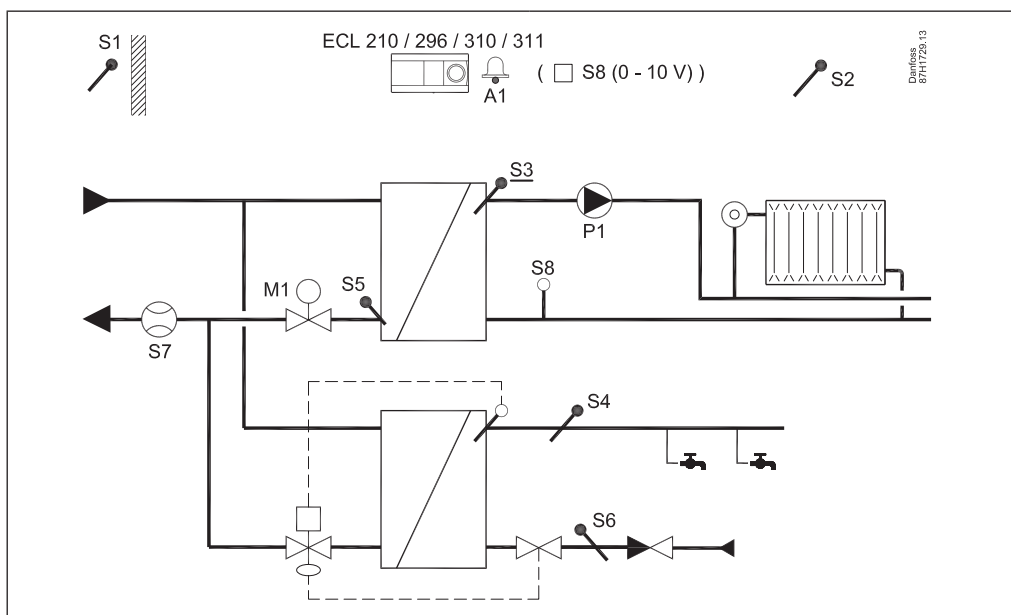 S1
ECL 210 / 296 / 310 / 311
A1
( S8 (0 - 10 V) )
S2
Danfoss
87H1729.13
S3
P1
S8
M1
S5
S7
S4
S6